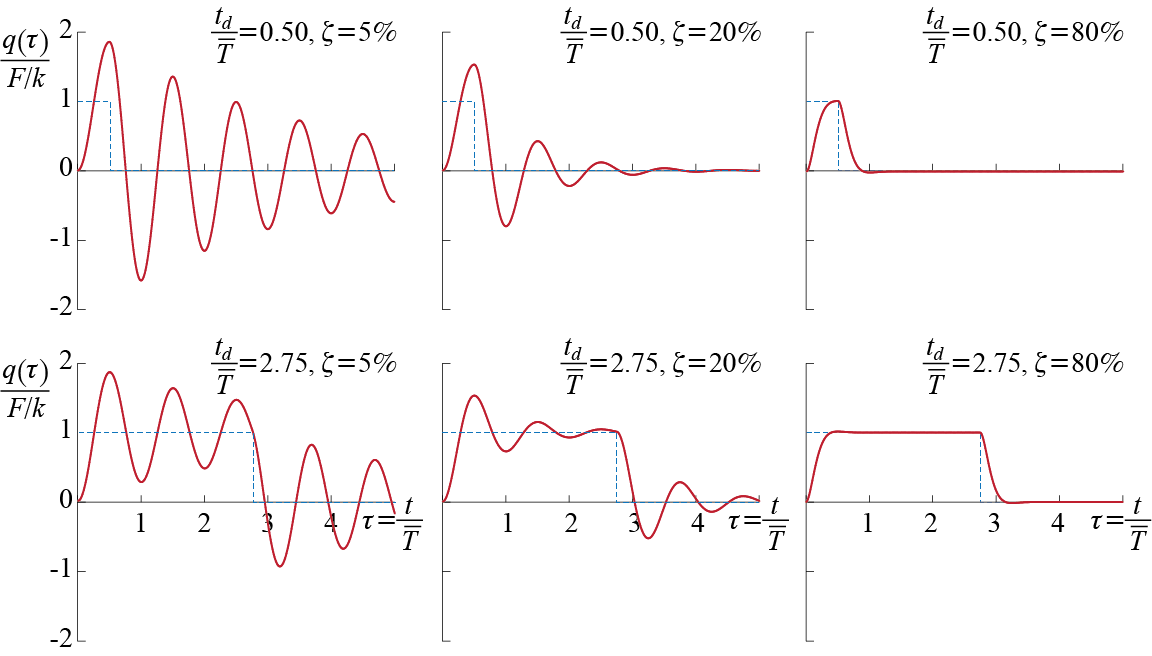 t_d/T̅=0.50, ζ=5%
q(τ)/F/k
2
1
0
-1
-2
t_d/T̅=0.50, ζ=20%
t_d/T̅=0.50, ζ=80%
t_d/T̅=2.75, ζ=5%
q(τ)/F/k
2
1
0
-1
-2
1 2 3 4 τ=t/T̅
t_d/T̅=2.75, ζ=20%
1 2 3 4 τ=t/T̅
t_d/T̅=2.75, ζ=80%
1 2 3 4 τ=t/T̅